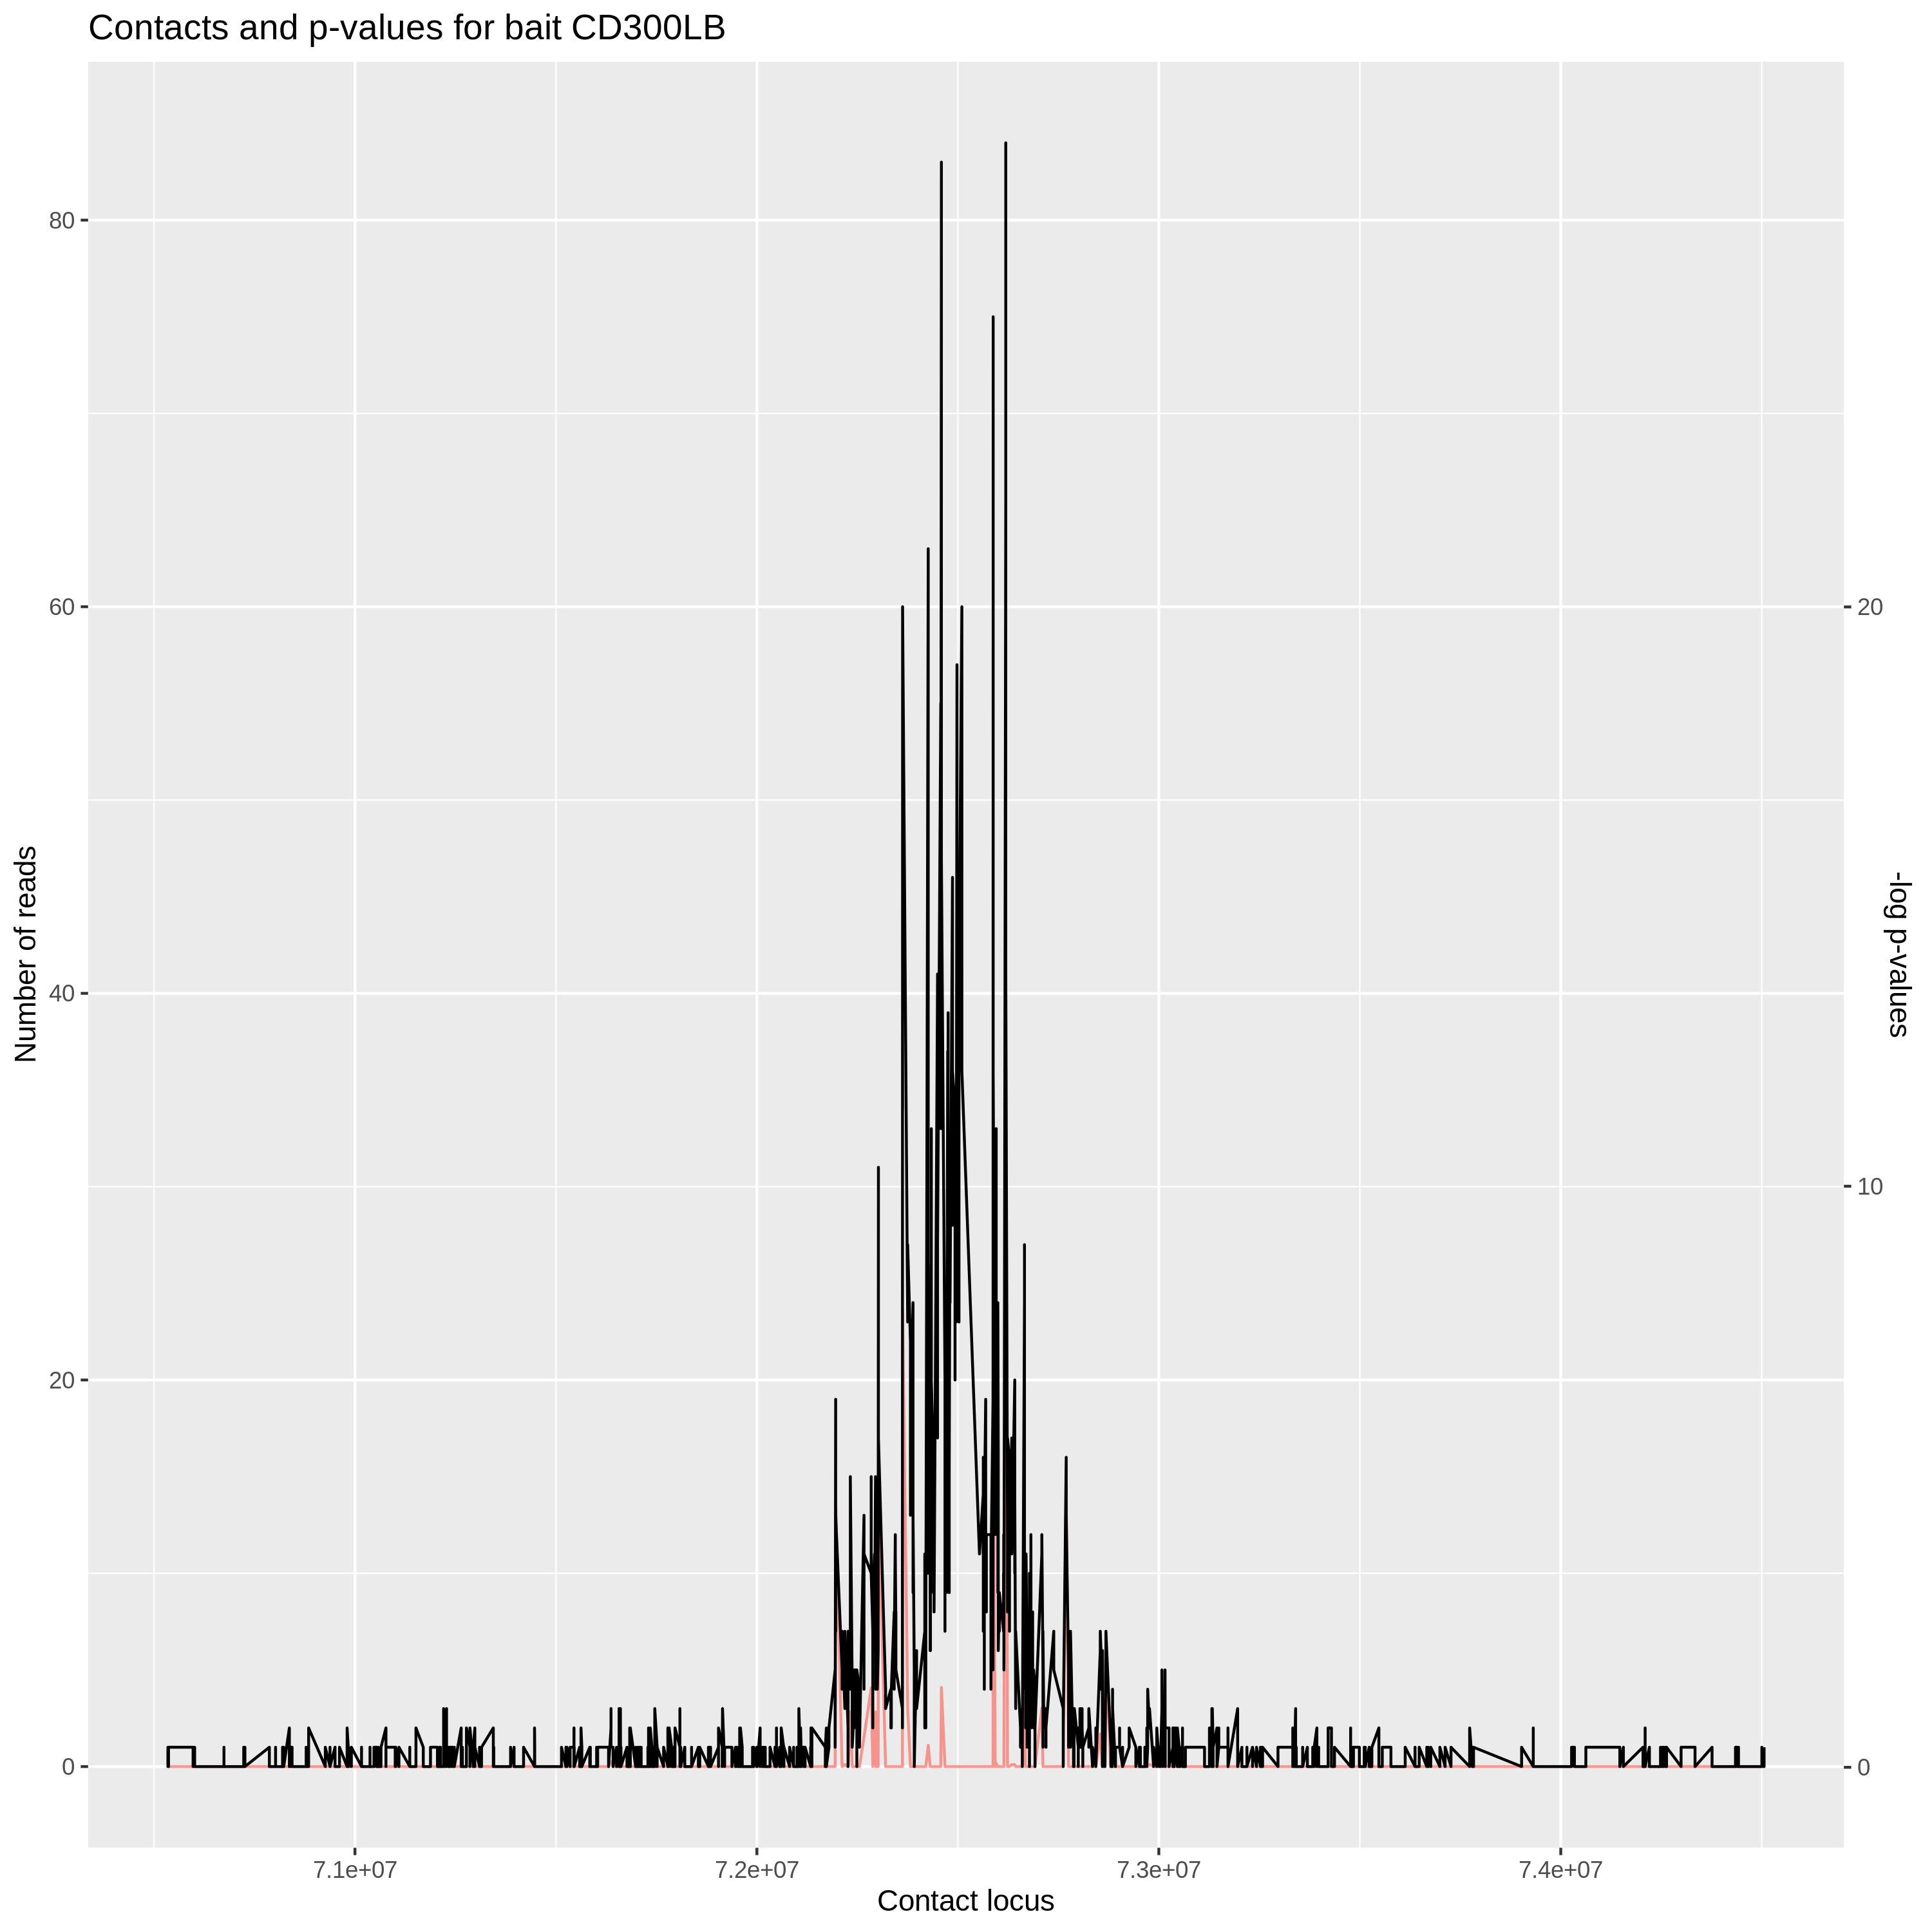 Contacts and p-values for bait CD300LB
Number of reads
80
60
40
20
0
20
10
0
-log p-values
7.1e+07 7.2e+07 7.3e+07 7.4e+07
Contact locus